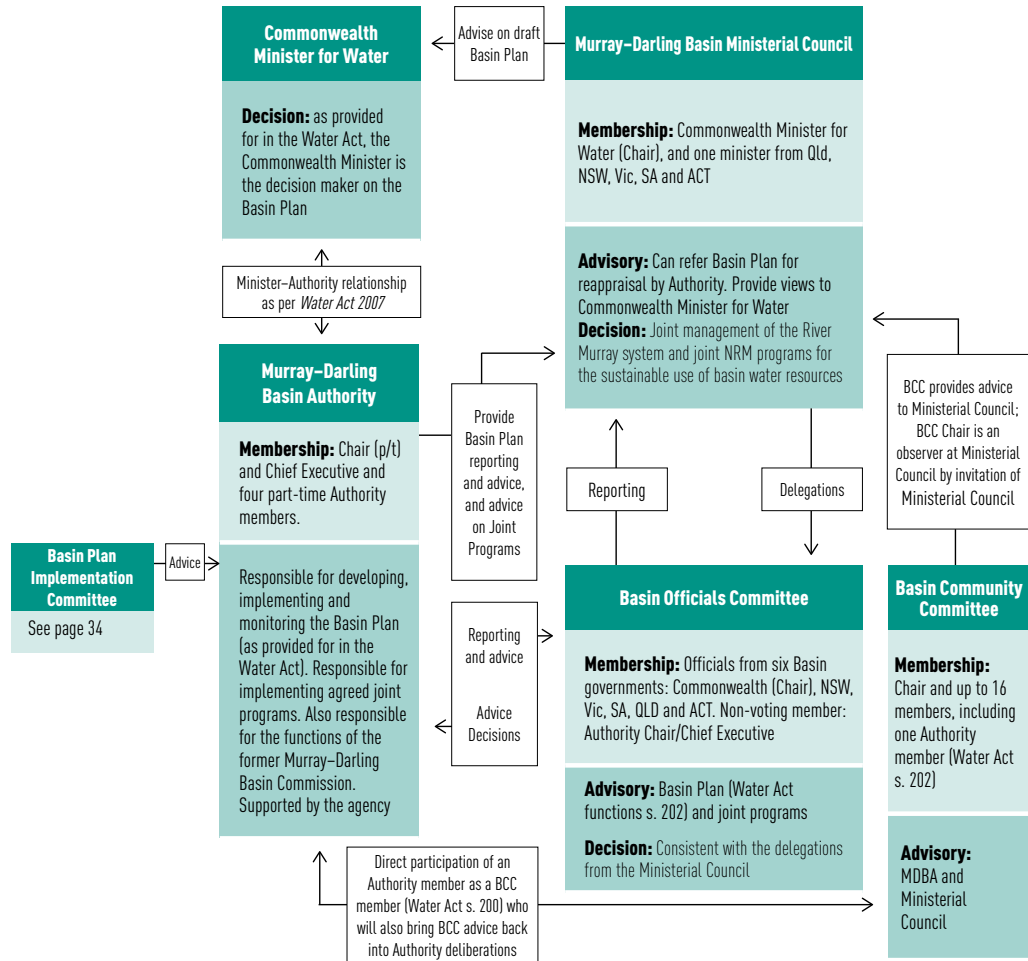 Commonwealth
Minister for Water
Decision: as provided
for in the Water Act, the
Commonwealth Minister is
the decision maker on the
Basin Plan
Advise on draft
Basin Plan
Murray–Darling Basin Ministerial Council
Membership: Commonwealth Minister for
Water (Chair), and one minister from Qld,
NSW, Vic, SA and ACT
Advisory: Can refer Basin Plan for
reappraisal by Authority. Provide views to
Commonwealth Minister for Water
Decision: Joint management of the River
Murray system and joint NRM programs for
the sustainable use of basin water resources
Minister–Authority relationship
as per Water Act 2007
Murray–Darling
Basin Authority
Membership: Chair (p/t)
and Chief Executive and
four part-time Authority
members.
Responsible for developing,
implementing and
monitoring the Basin Plan
(as provided for in the
Water Act). Responsible for
implementing agreed joint
programs. Also responsible
for the functions of the
former Murray–Darling
Basin Commission.
Supported by the agency
Provide
Basin Plan
reporting
and advice,
and advice
on Joint
Programs
Reporting
Delegations
BCC provides advice
to Ministerial Council;
BCC Chair is an
observer at Ministerial
Council by invitation of
Ministerial Council
Basin Plan
Implementation
Committee
See page 34
Advice
Reporting
and advice
Advice
Decisions
Basin Officials Committee
Membership: Officials from six Basin
governments: Commonwealth (Chair), NSW,
Vic, SA, QLD and ACT. Non-voting member:
Authority Chair/Chief Executive
Advisory: Basin Plan (Water Act
functions s. 202) and joint programs
Decision: Consistent with the delegations
from the Ministerial Council
Basin Community
Committee
Membership:
Chair and up to 16
members, including
one Authority
member (Water Act
s. 202)
Advisory:
MDBA and
Ministerial
Council
Direct participation of an
Authority member as a BCC
member (Water Act s. 200) who
will also bring BCC advice back
into Authority deliberations